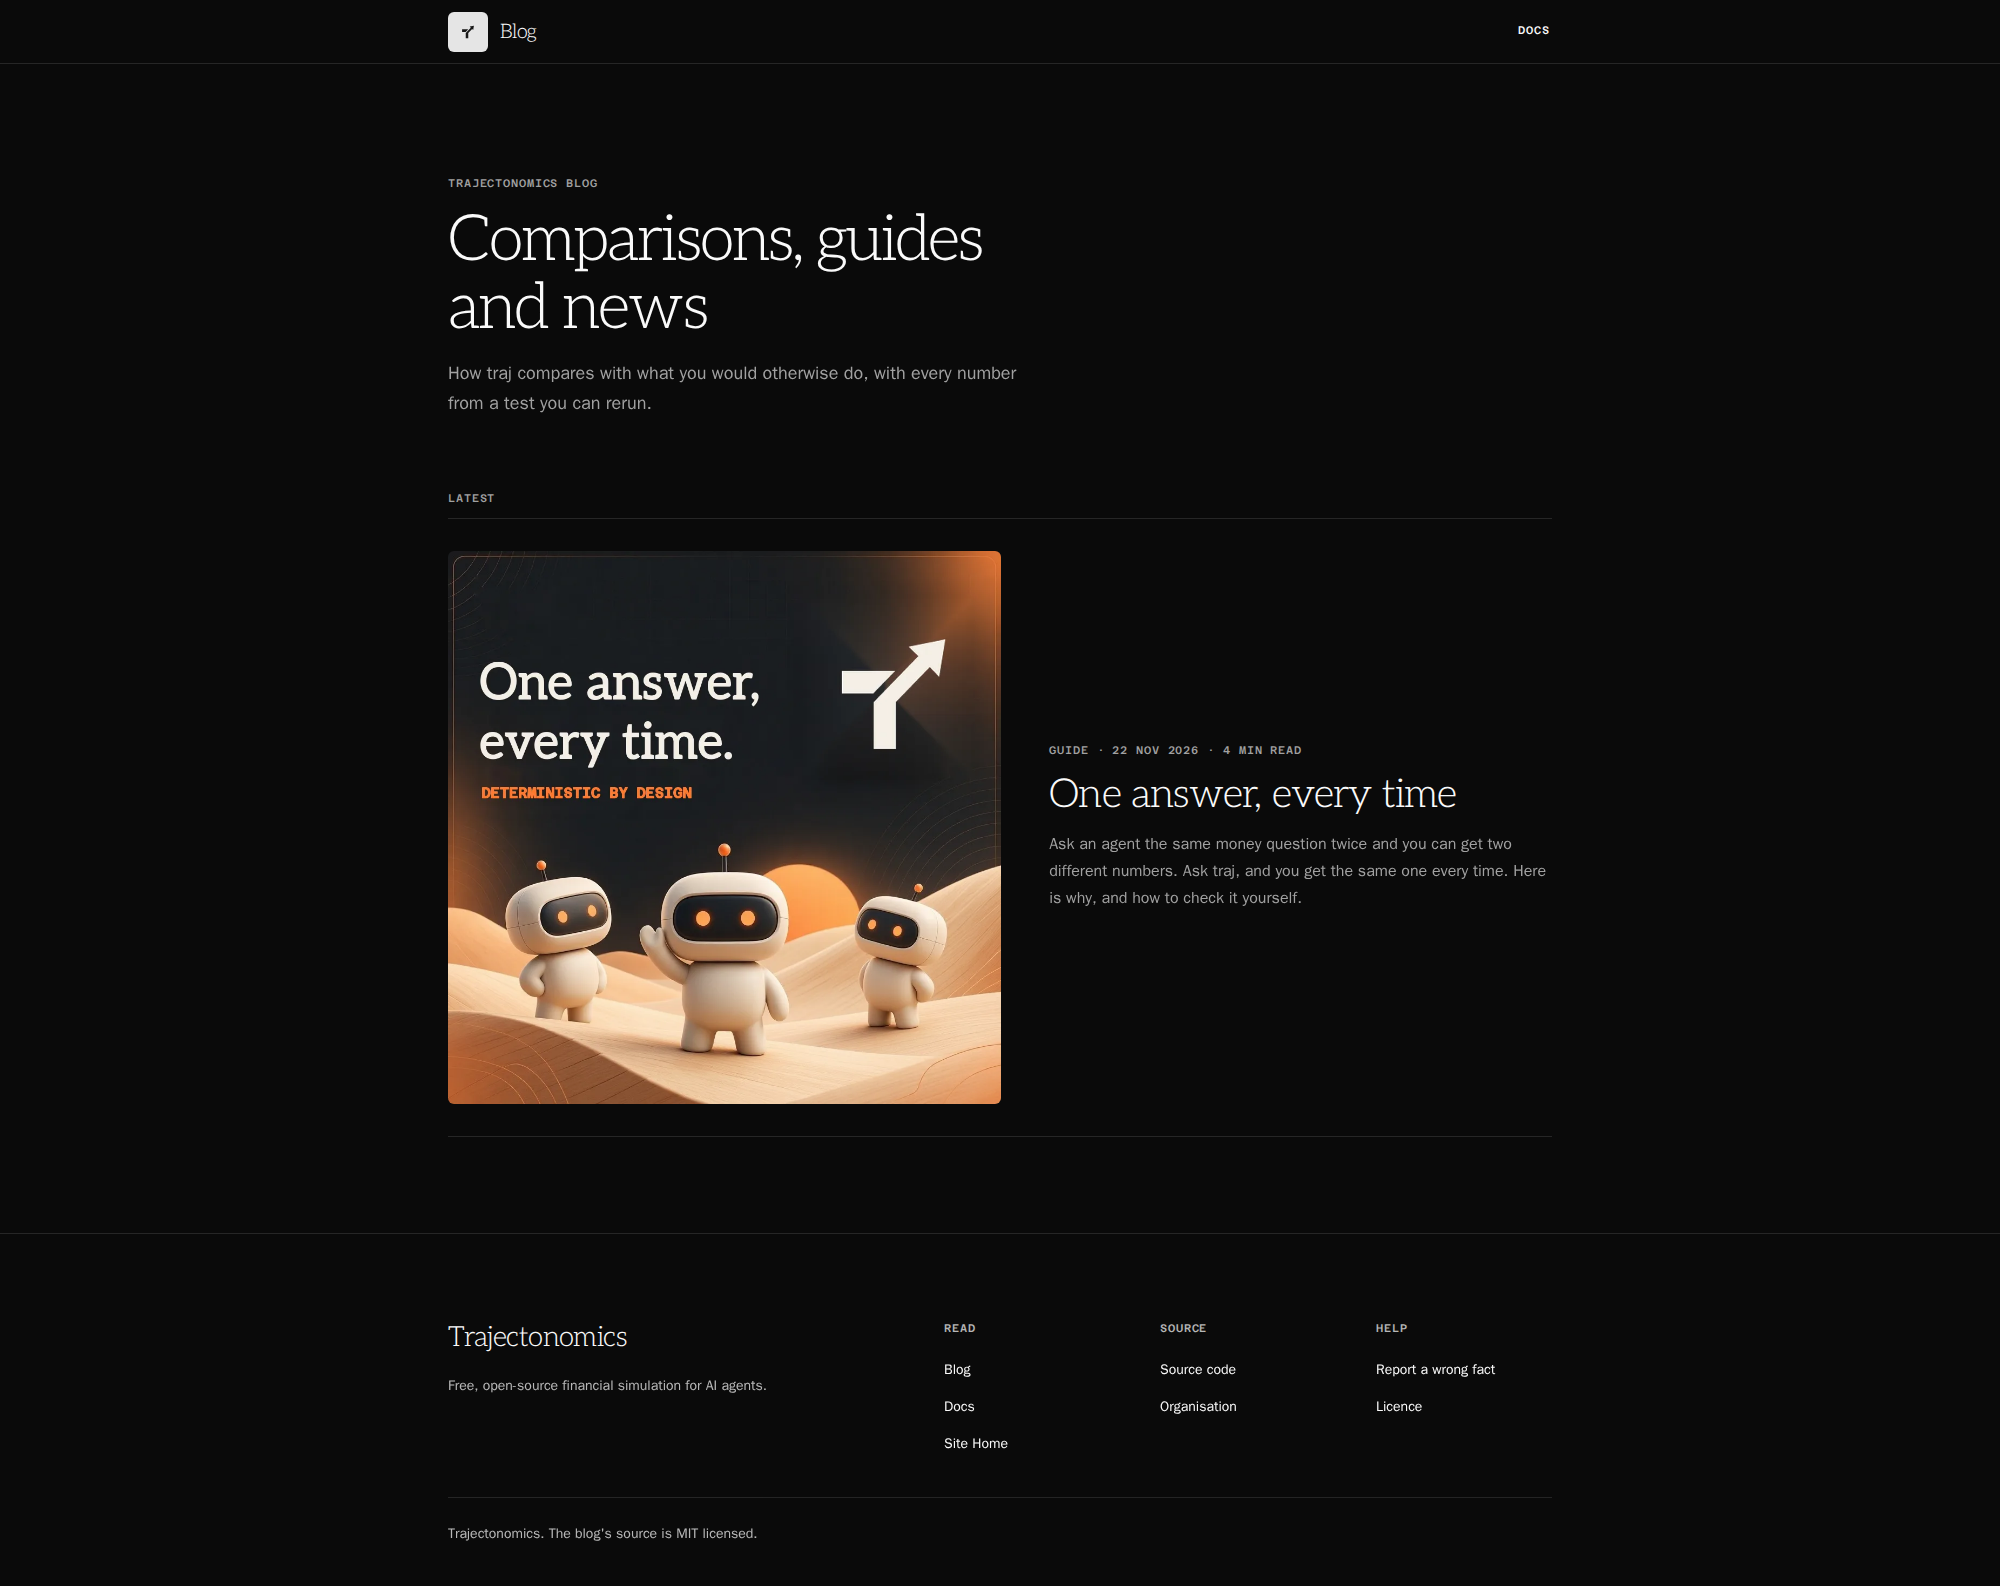 Blog
DOCS
TRAJECTONOMICS BLOG
Comparisons, guides
and news
How traj compares with what you would otherwise do, with every number
from a test you can rerun.
LATEST
One answer,
every time.
DETERMINISTIC BY DESIGN
GUIDE · 22 NOV 2026 · 4 MIN READ
One answer, every time
Ask an agent the same money question twice and you can get two
different numbers. Ask traj, and you get the same one every time. Here
is why, and how to check it yourself.
Trajectonomics
Free, open-source financial simulation for AI agents.
READ
Blog
Docs
Site Home
SOURCE
Source code
Organisation
HELP
Report a wrong fact
Licence
Trajectonomics. The blog's source is MIT licensed.